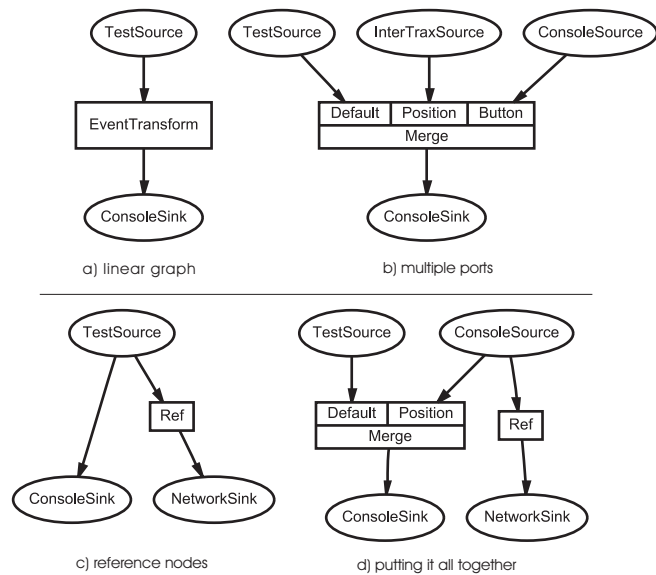 TestSource
EventTransform
ConsoleSink
a) linear graph
TestSource InterTraxSource ConsoleSource
Default Position Button
Merge
ConsoleSink
b) multiple ports
TestSource
Ref
ConsoleSink NetworkSink
c) reference nodes
TestSource ConsoleSource
Default Position
Merge
Ref
ConsoleSink NetworkSink
d) putting it all together